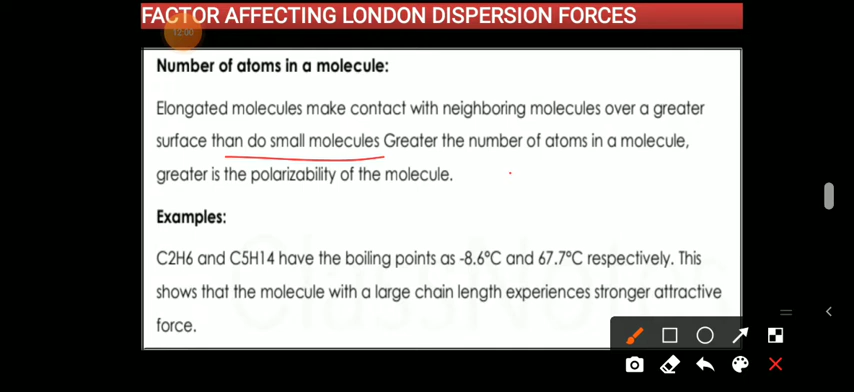 FACTOR AFFECTING LONDON DISPERSION FORCES
12:00
Number of atoms in a molecule:
Elongated molecules make contact with neighboring molecules over a greater
surface than do small molecules Greater the number of atoms in a molecule,
greater is the polarizability of the molecule.
Examples:
C2H6 and C5H14 have the boiling points as -8.6°C and 67.7°C respectively. This
shows that the molecule with a large chain length experiences stronger attractive
force.